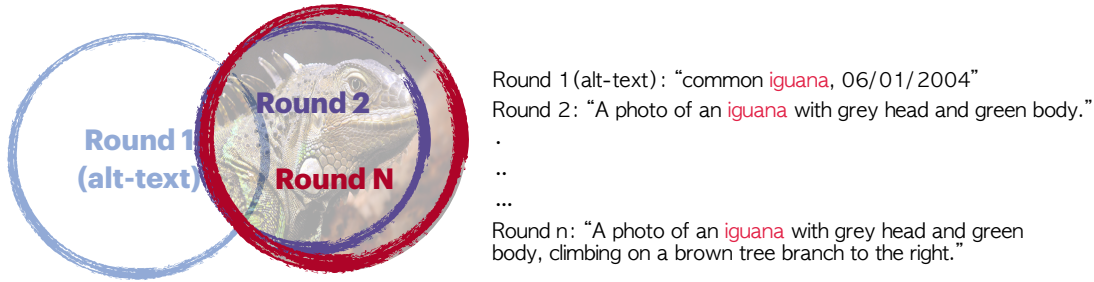 Round 1
(alt-text)
Round 2
Round N
Round 1(alt-text): “common iguana, 06/01/2004”
Round 2: “A photo of an iguana with grey head and green body.”
.
..
...
Round n: “A photo of an iguana with grey head and green
body, climbing on a brown tree branch to the right.”